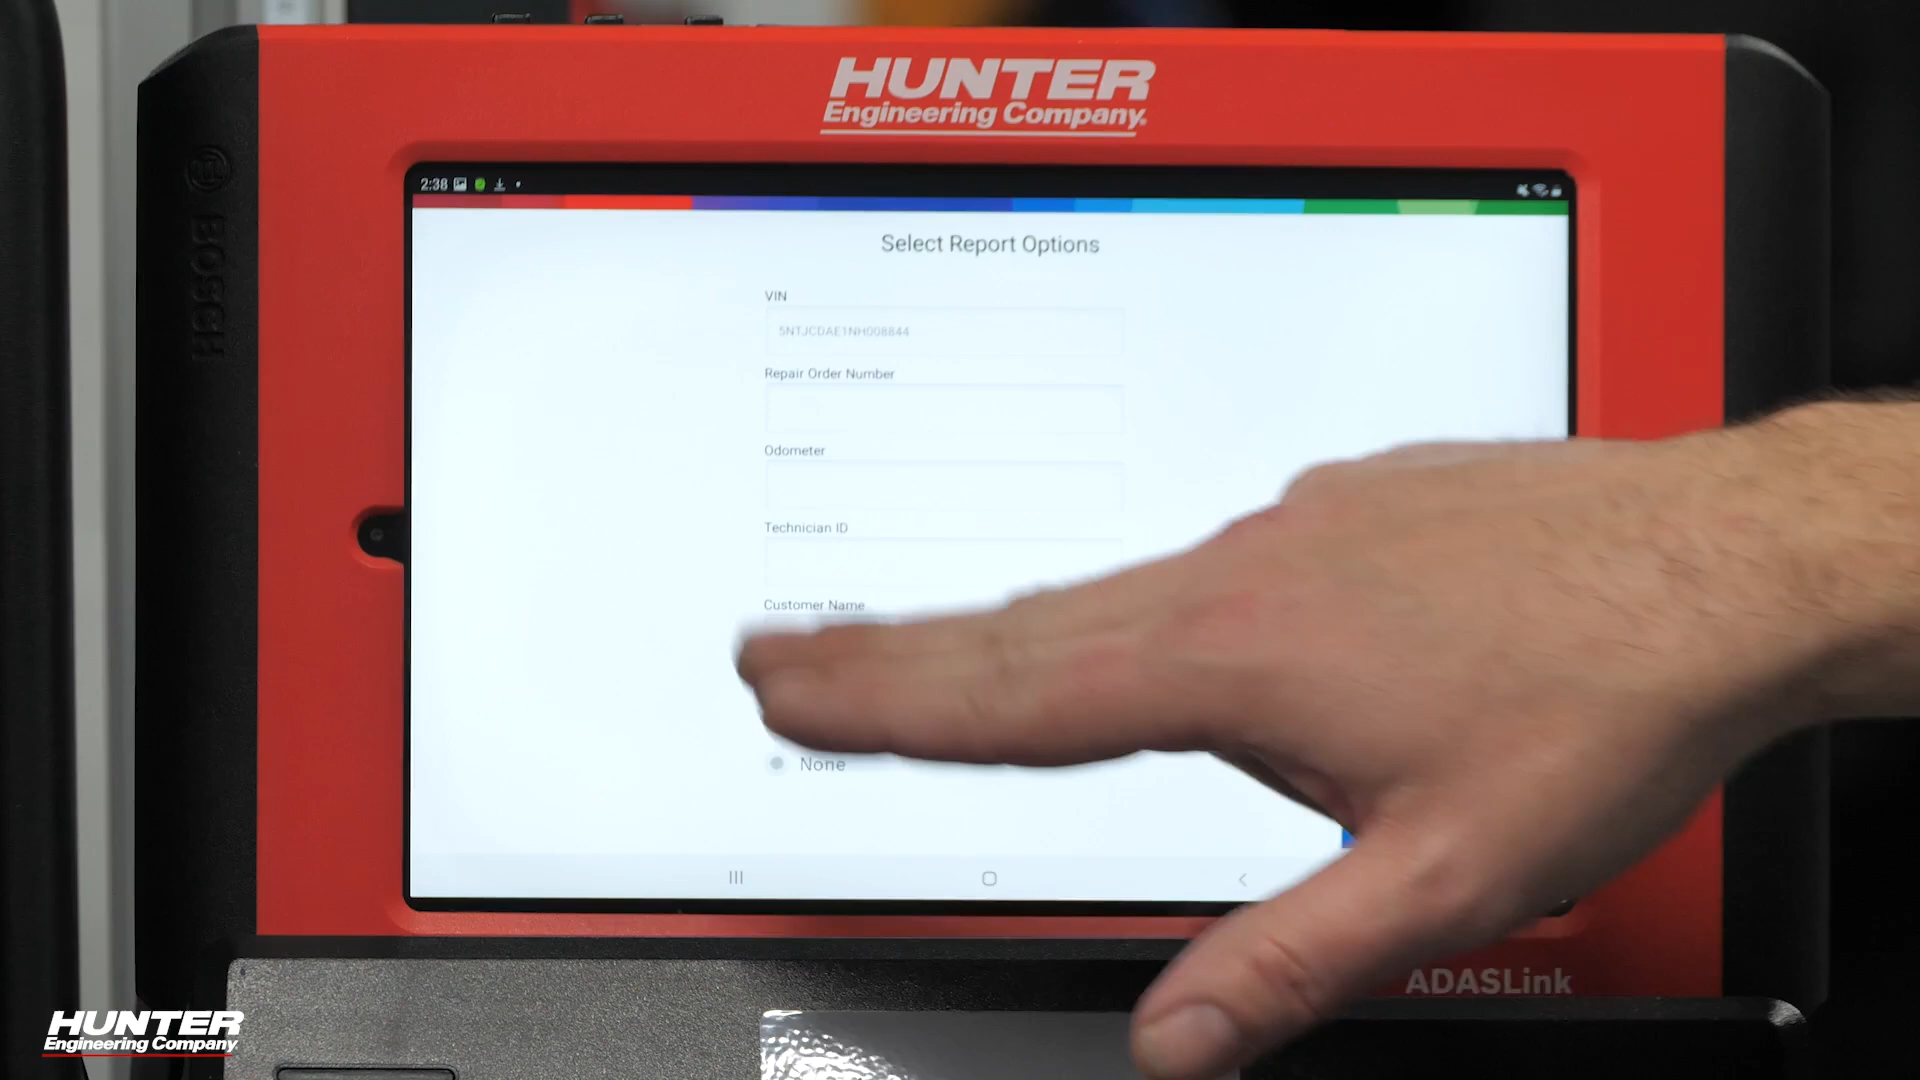 HUNTER
Engineering Company.
BOSCH
2:38
Select Report Options
VIN
5NTJCDAE1NH008844
Repair Order Number
Odometer
Technician ID
Customer Name
None
ADASLink
HUNTER
Engineering Company